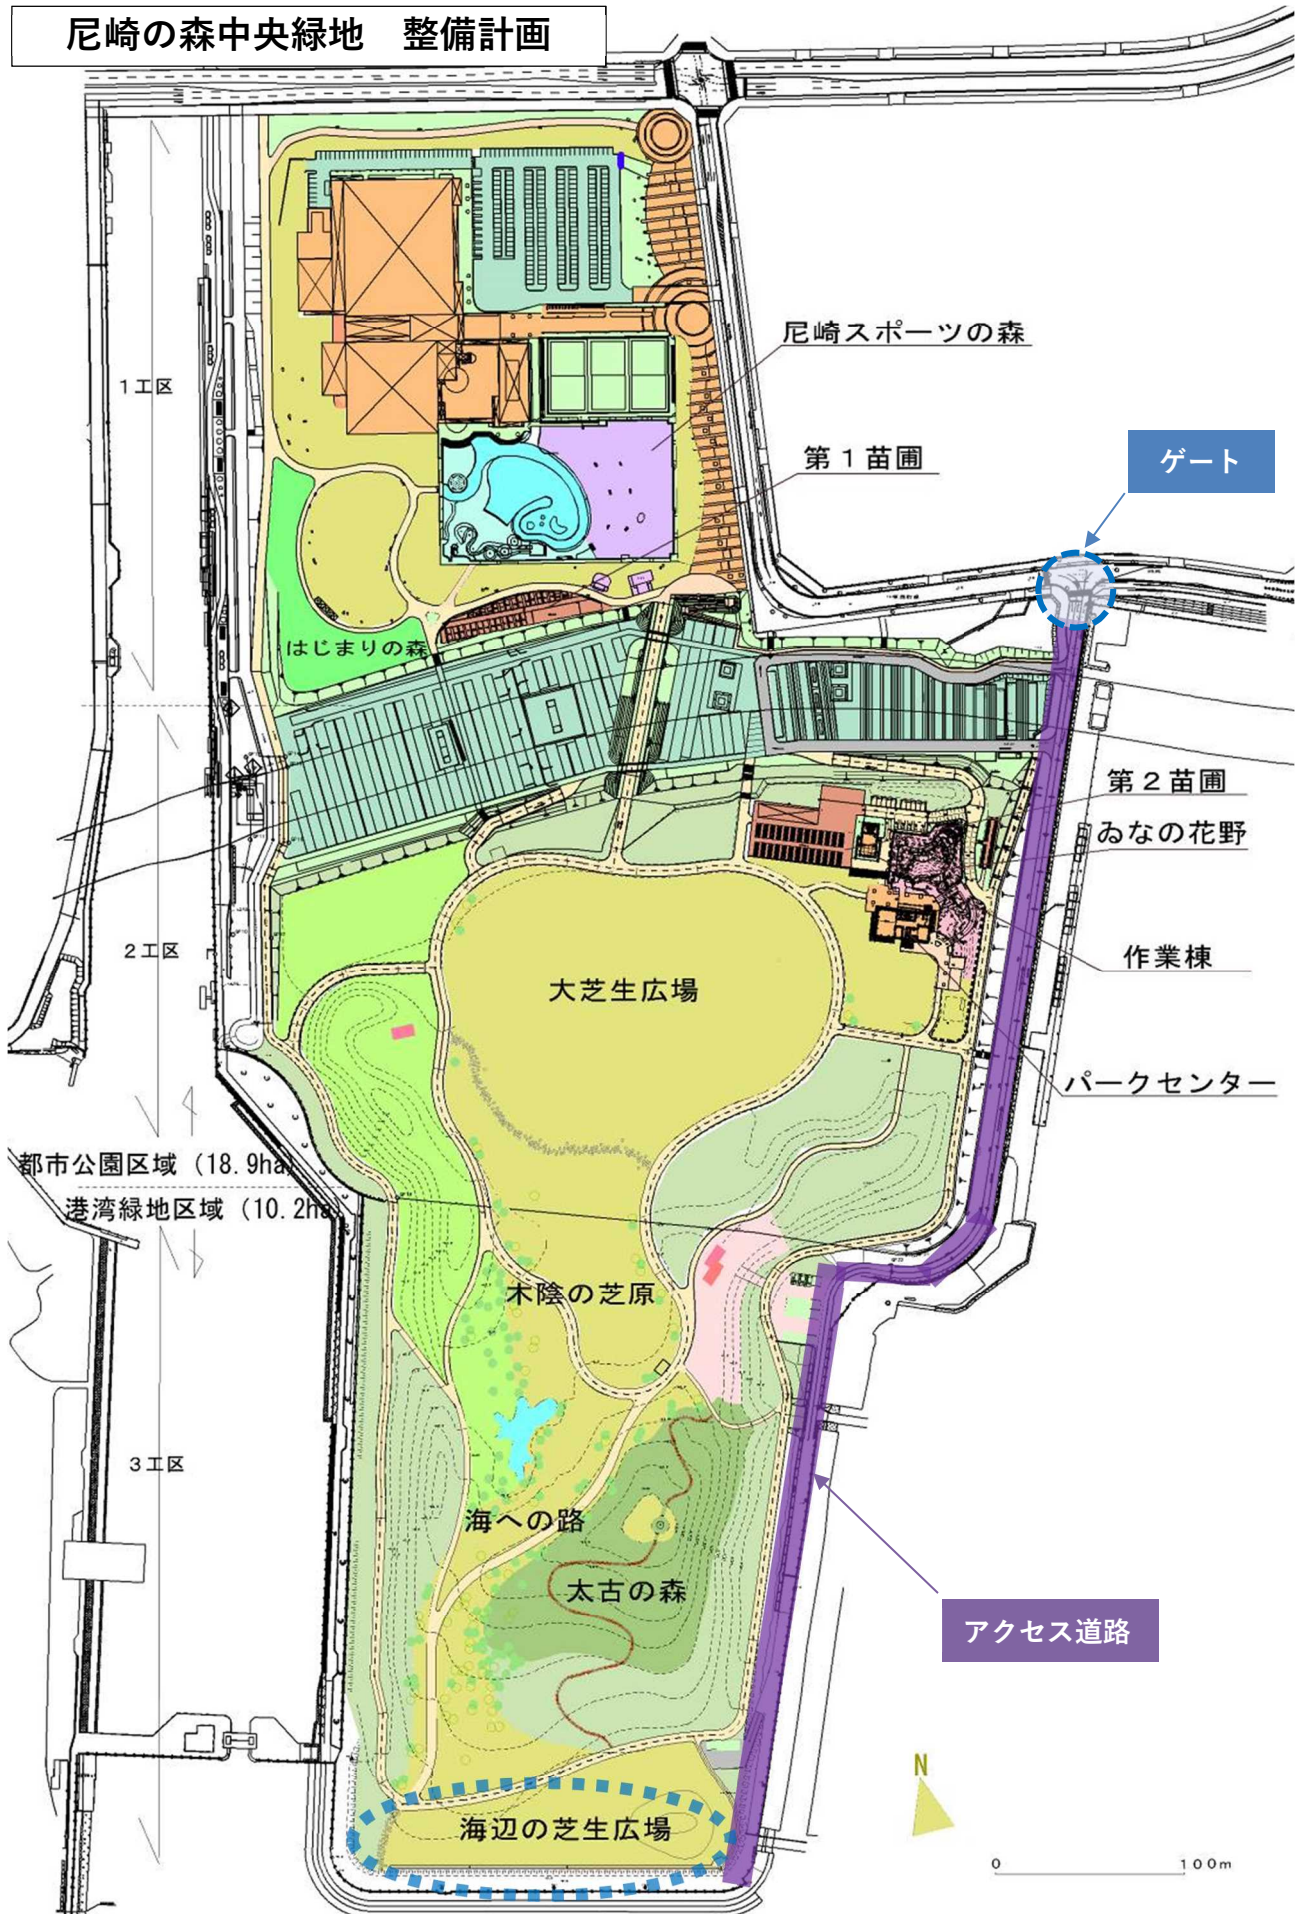 尼崎の森中央緑地　整備計画
尼崎スポーツの森
1工区
第1苗圃
ゲート
はじまりの森
第2苗圃
ゐなの花野
2工区
作業棟
大芝生広場
パークセンター
都市公園区域 (18.9ha)
港湾緑地区域 (10.2ha
木陰の芝原
3工区
海への路
太古の森
アクセス道路
N
海辺の芝生広場
0 100m